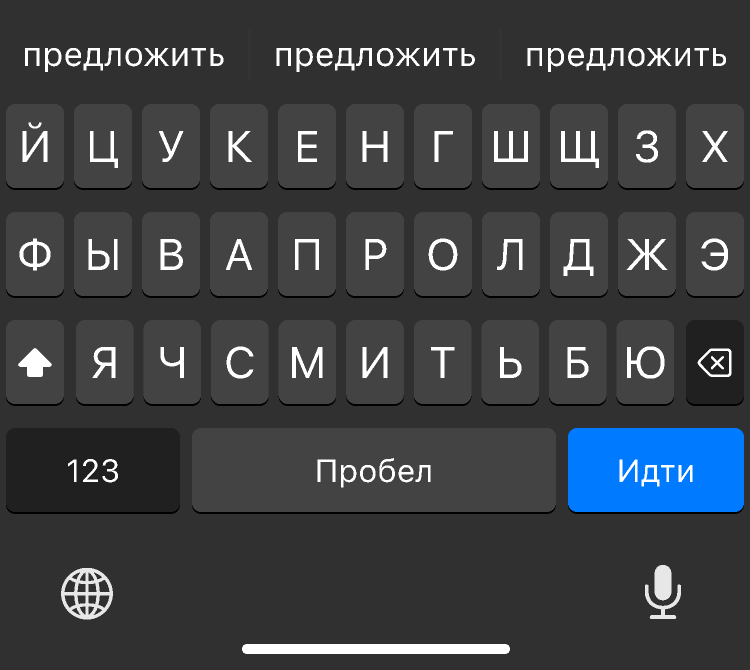 предложить предложить предложить
Й Ц У К Е Н Г Ш Щ З Х
Ф Ы В А П Р О Л Д Ж Э
Я Ч С М И Т Ь Б Ю
123 Пробел Идти